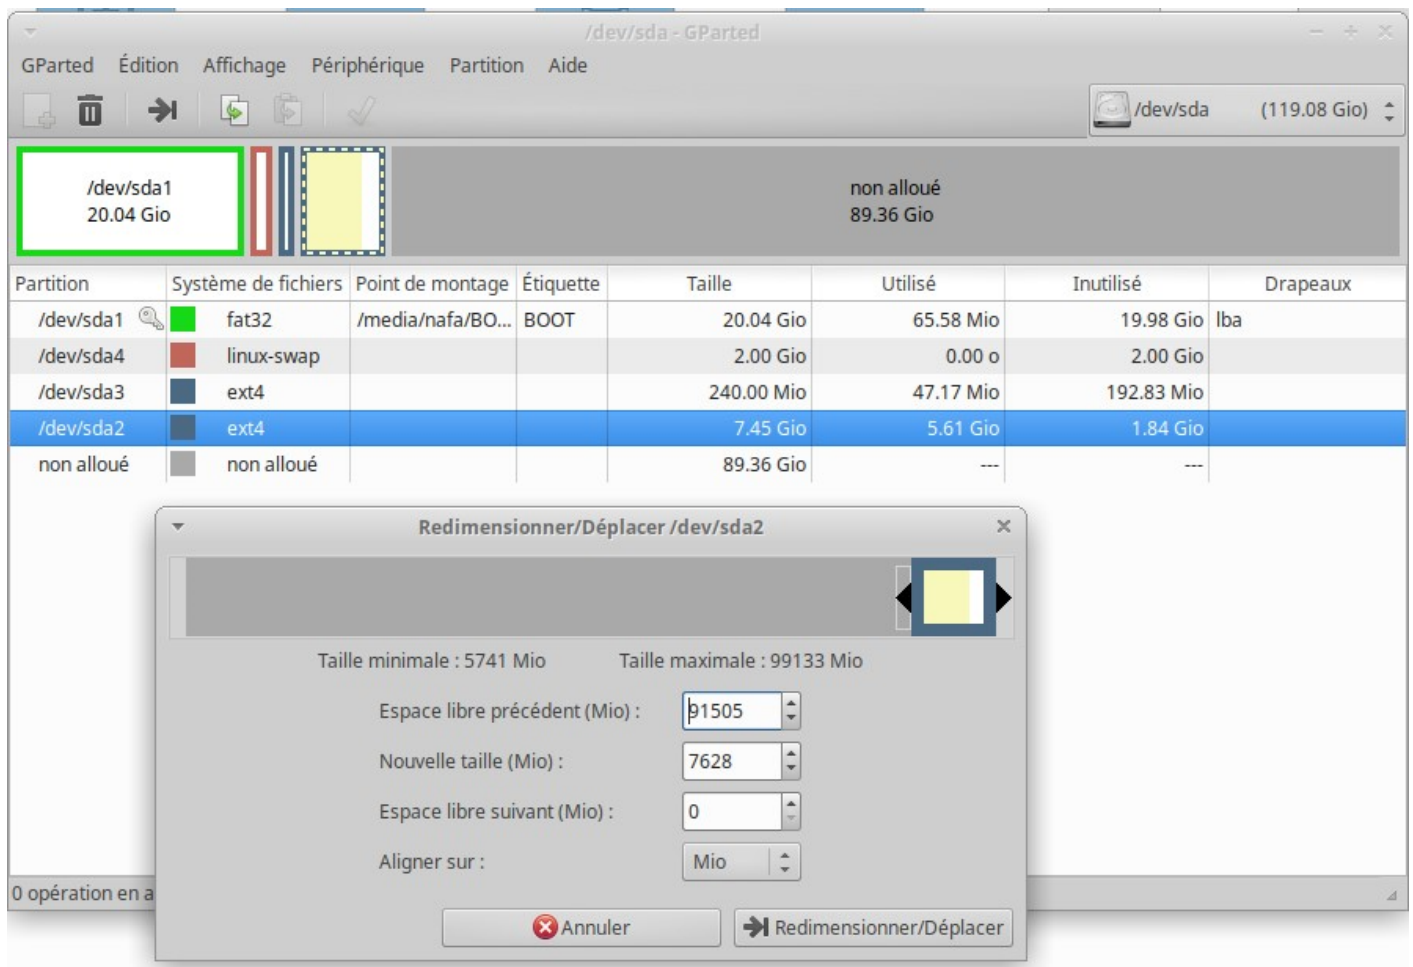 /dev/sda - GParted
GParted Édition Affichage Périphérique Partition Aide
/dev/sda (119.08 Gio)
/dev/sda1
20.04 Gio
non alloué
89.36 Gio
Partition Système de fichiers Point de montage Étiquette Taille Utilisé Inutilisé Drapeaux
/dev/sda1 fat32 /media/nafa/BO... BOOT 20.04 Gio 65.58 Mio 19.98 Gio lba
/dev/sda4 linux-swap 2.00 Gio 0.00 o 2.00 Gio
/dev/sda3 ext4 240.00 Mio 47.17 Mio 192.83 Mio
/dev/sda2 ext4 7.45 Gio 5.61 Gio 1.84 Gio
non alloué non alloué 89.36 Gio --- ---
Redimensionner/Déplacer /dev/sda2
Taille minimale : 5741 Mio Taille maximale : 99133 Mio
Espace libre précédent (Mio) : 91505
Nouvelle taille (Mio) : 7628
Espace libre suivant (Mio) : 0
Aligner sur : Mio
0 opération en a
Annuler Redimensionner/Déplacer